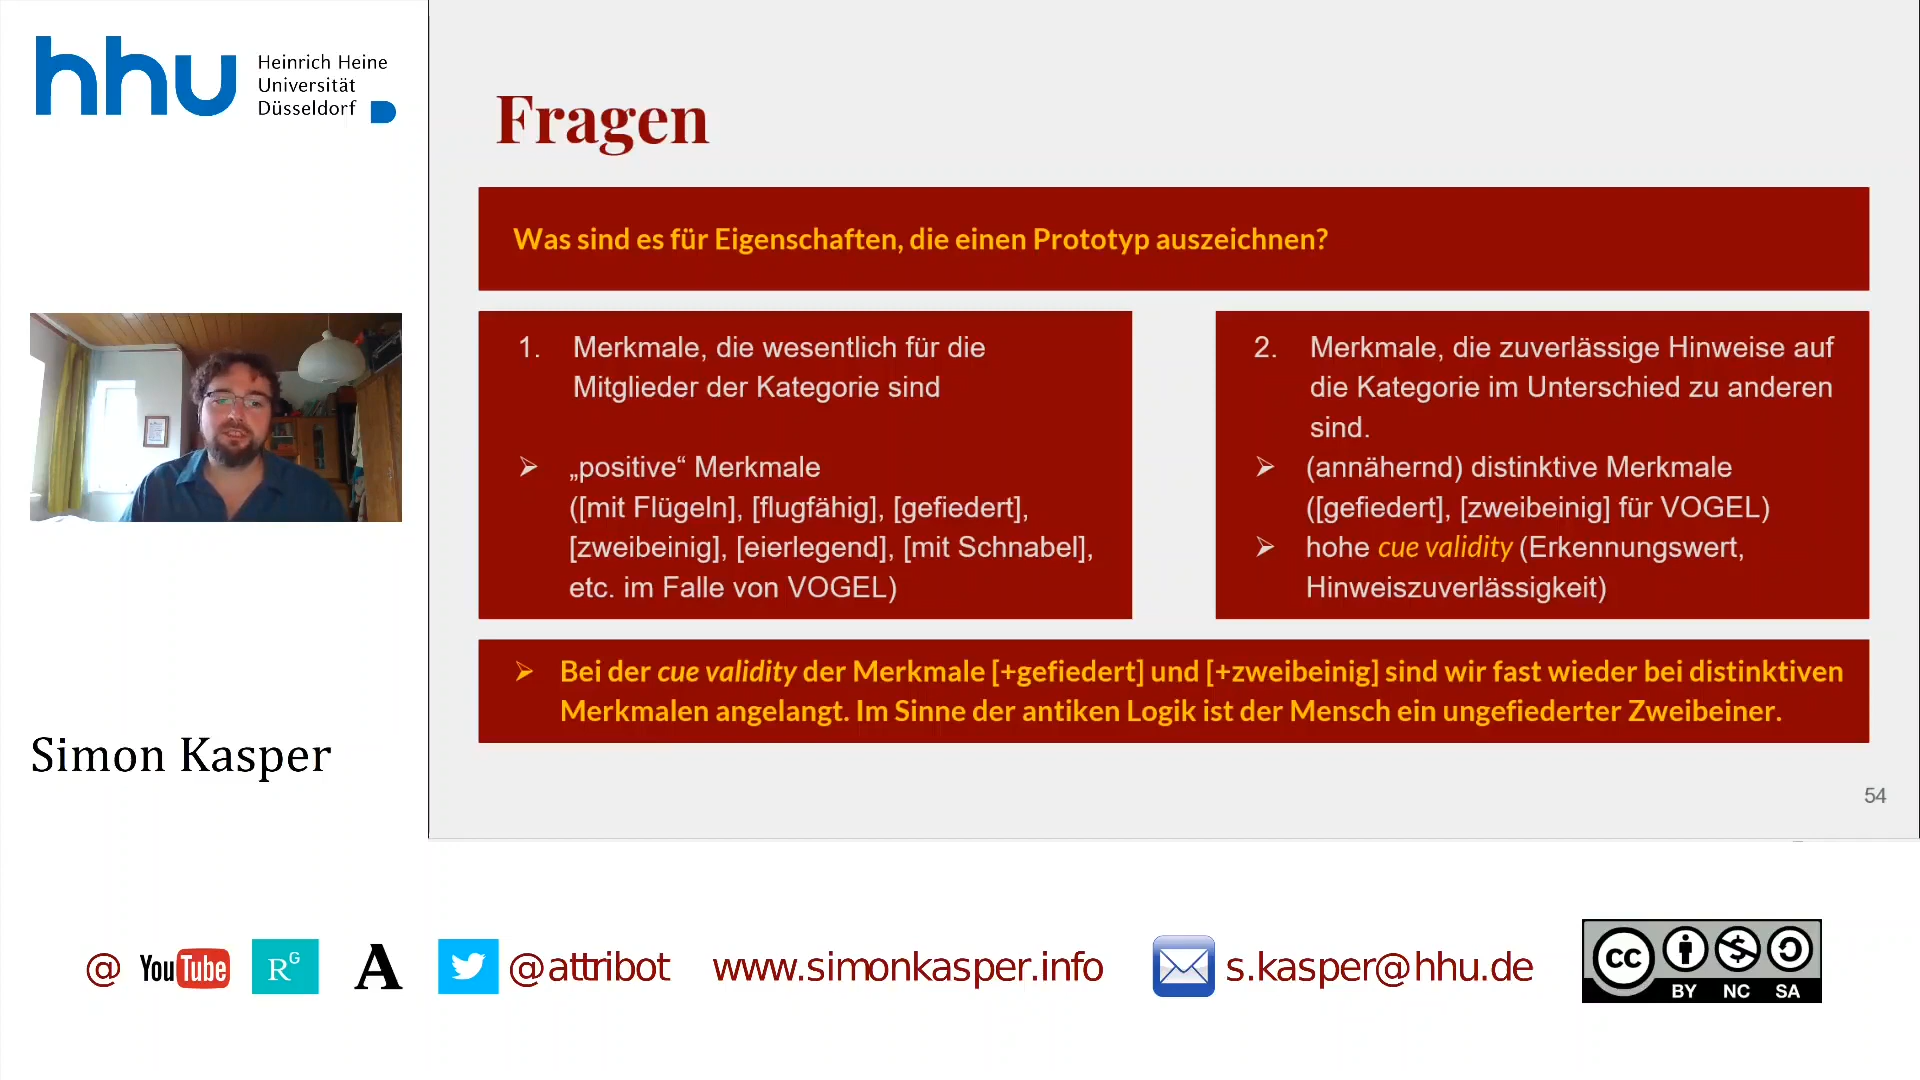 hhu Heinrich Heine
Universität
Düsseldorf
Fragen
Was sind es für Eigenschaften, die einen Prototyp auszeichnen?
1. Merkmale, die wesentlich für die
Mitglieder der Kategorie sind
➢ „positive“ Merkmale
([mit Flügeln], [flugfähig], [gefiedert],
[zweibeinig], [eierlegend], [mit Schnabel],
etc. im Falle von VOGEL)
2. Merkmale, die zuverlässige Hinweise auf
die Kategorie im Unterschied zu anderen
sind.
➢ (annähernd) distinktive Merkmale
([gefiedert], [zweibeinig] für VOGEL)
➢ hohe cue validity (Erkennungswert,
Hinweiszuverlässigkeit)
➢ Bei der cue validity der Merkmale [+gefiedert] und [+zweibeinig] sind wir fast wieder bei distinktiven
Merkmalen angelangt. Im Sinne der antiken Logik ist der Mensch ein ungefiederter Zweibeiner.
54
Simon Kasper
@ YouTube RG A @attribot www.simonkasper.info s.kasper@hhu.de
cc BY NC SA